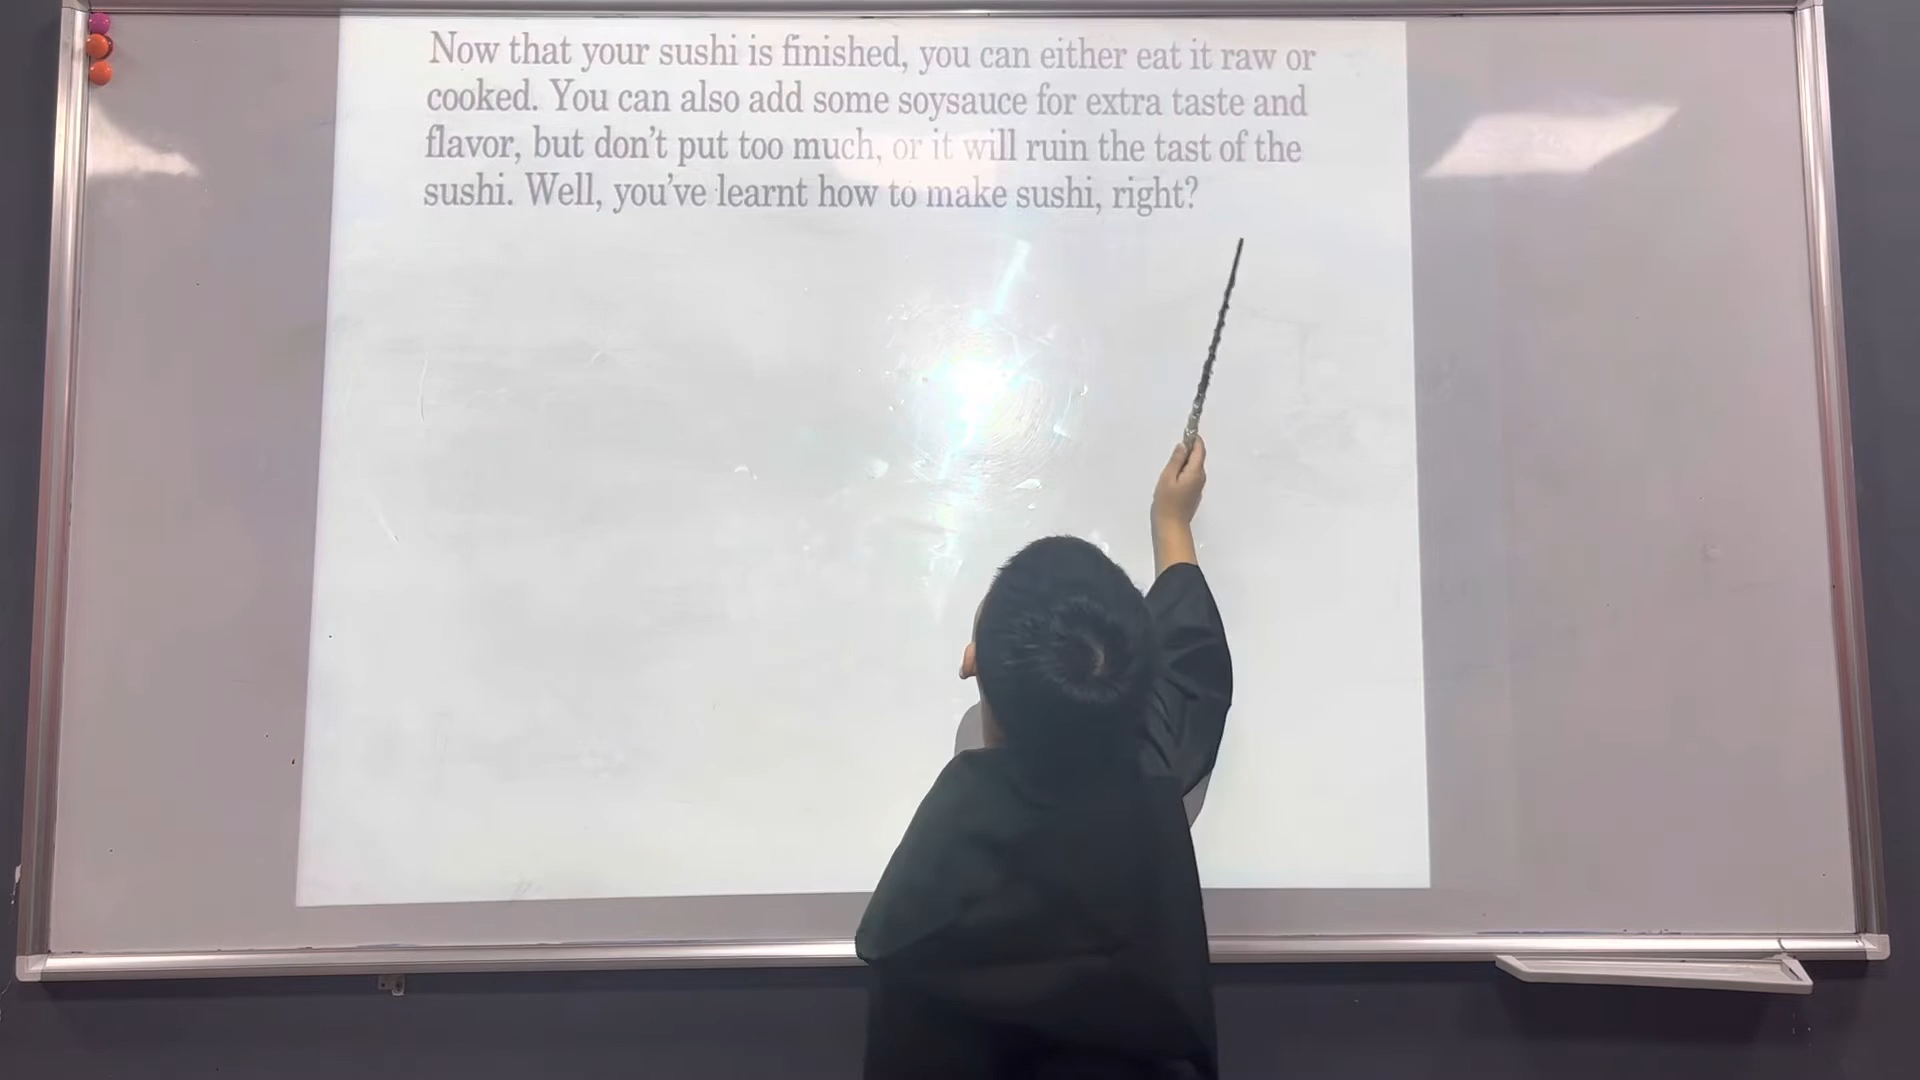 Now that your sushi is finished, you can either eat it raw or
cooked. You can also add some soysauce for extra taste and
flavor, but don't put too much, or it will ruin the tast of the
sushi. Well, you've learnt how to make sushi, right?